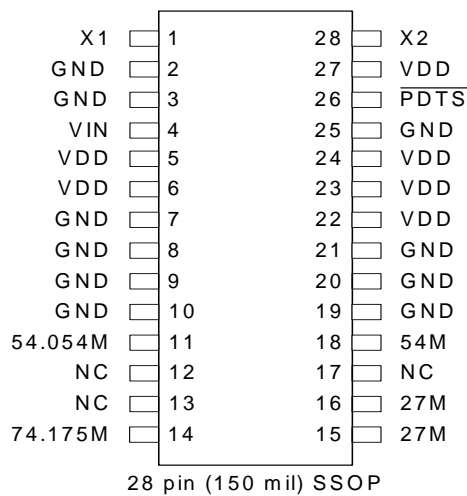 X1 1 28 X2
GND 2 27 VDD
GND 3 26 PDTS
VIN 4 25 GND
VDD 5 24 VDD
VDD 6 23 VDD
GND 7 22 VDD
GND 8 21 GND
GND 9 20 GND
GND 10 19 GND
54.054M 11 18 54M
NC 12 17 NC
NC 13 16 27M
74.175M 14 15 27M
28 pin (150 mil) SSOP